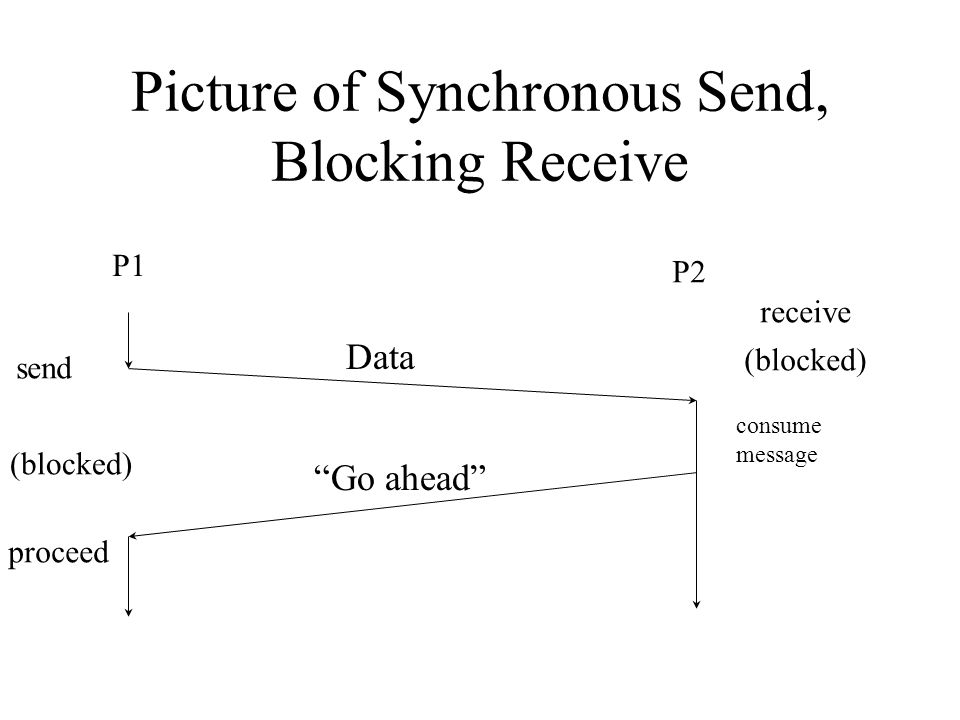 Picture of Synchronous Send,
Blocking Receive
P1
P2
receive
Data
(blocked)
send
consume
message
(blocked)
“Go ahead”
proceed